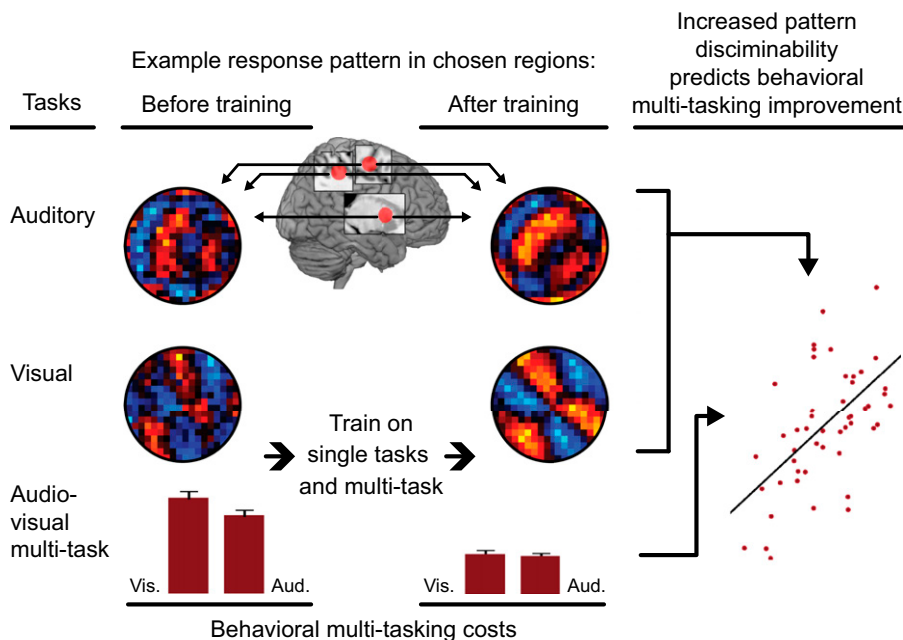 Increased pattern
disciminability
predicts behavioral
multi-tasking improvement
Example response pattern in chosen regions:
Tasks
Before training
After training
Auditory
Visual
Train on
single tasks
and multi-task
Audio-
visual
multi-task
Vis.
Aud.
Vis.
Aud.
Behavioral multi-tasking costs